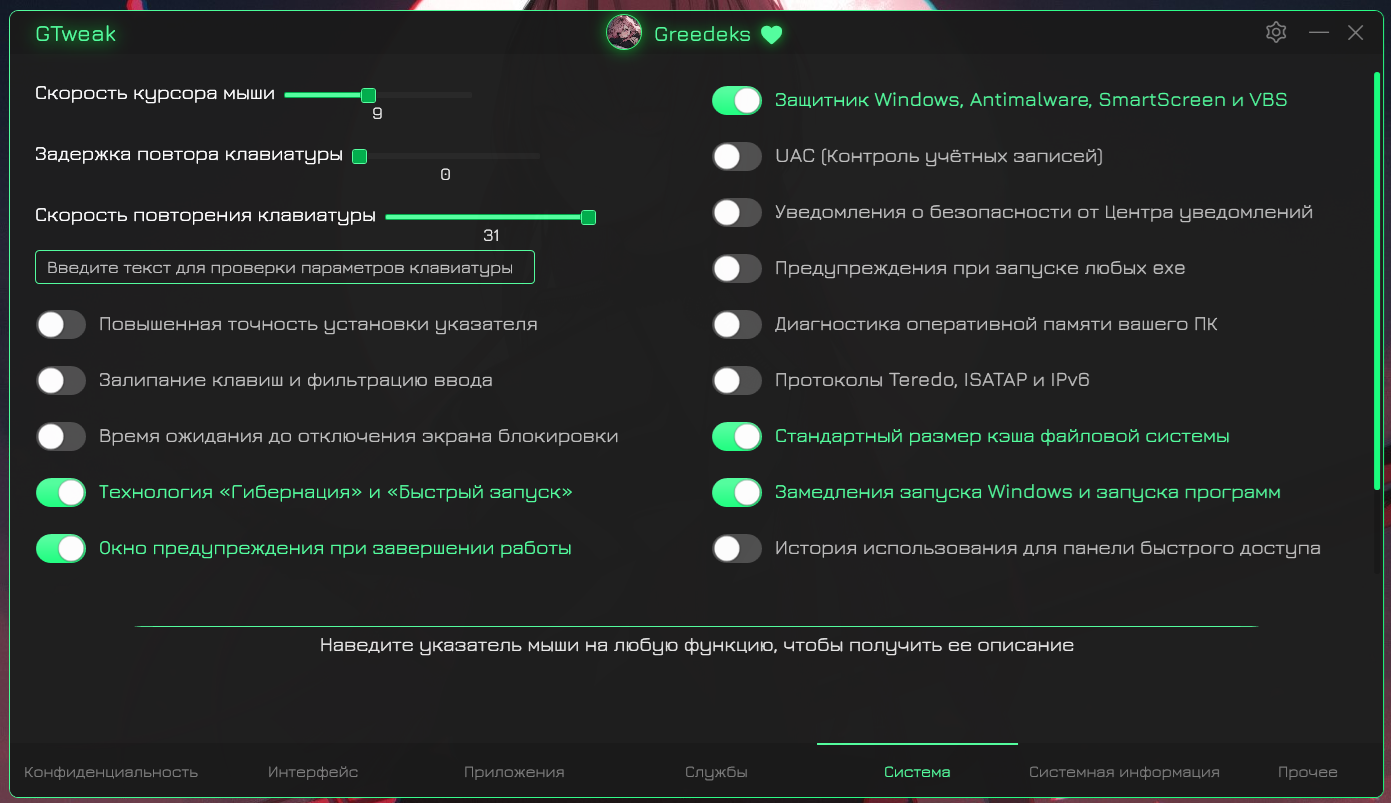 GTweak
Greedeks
Скорость курсора мыши
9
Задержка повтора клавиатуры
0
Скорость повторения клавиатуры
31
Введите текст для проверки параметров клавиатуры
Повышенная точность установки указателя
Залипание клавиш и фильтрацию ввода
Время ожидания до отключения экрана блокировки
Технология «Гибернация» и «Быстрый запуск»
Окно предупреждения при завершении работы
Защитник Windows, Antimalware, SmartScreen и VBS
UAC (Контроль учётных записей)
Уведомления о безопасности от Центра уведомлений
Предупреждения при запуске любых exe
Диагностика оперативной памяти вашего ПК
Протоколы Teredo, ISATAP и IPv6
Стандартный размер кэша файловой системы
Замедления запуска Windows и запуска программ
История использования для панели быстрого доступа
Наведите указатель мыши на любую функцию, чтобы получить ее описание
Конфиденциальность
Интерфейс
Приложения
Службы
Система
Системная информация
Прочее